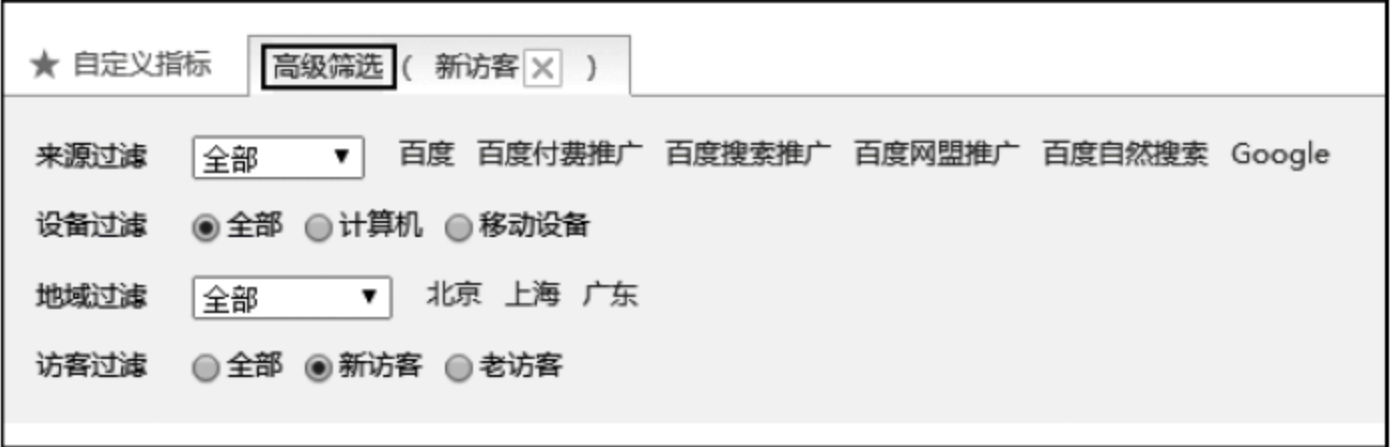 ★ 自定义指标 高级筛选 ( 新访客 × )
来源过滤 全部 ▼ 百度 百度付费推广 百度搜索推广 百度网盟推广 百度自然搜索 Google
设备过滤 全部 计算机 移动设备
地域过滤 全部 ▼ 北京 上海 广东
访客过滤 全部 新访客 老访客